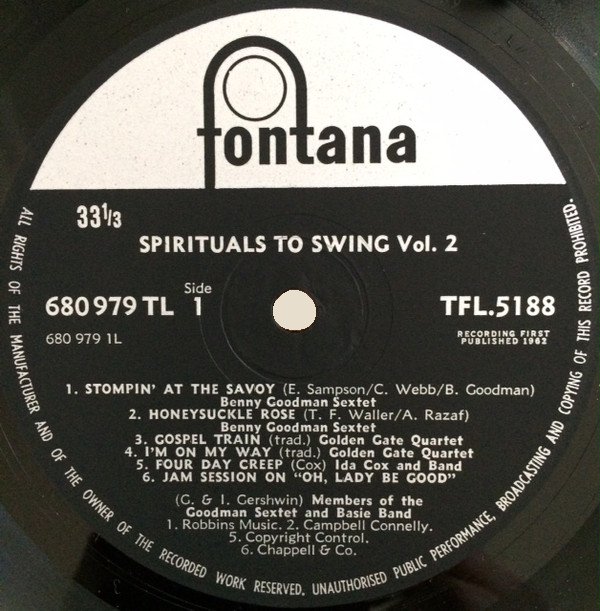 fontana
33 1/3
SPIRITUALS TO SWING Vol. 2
680 979 TL
Side
1
TFL.5188
680 979 1L
RECORDING FIRST
PUBLISHED 1962
1. STOMPIN' AT THE SAVOY (E. Sampson/C. Webb/B. Goodman)
Benny Goodman Sextet
2. HONEYSUCKLE ROSE (T. F. Waller/A. Razaf)
Benny Goodman Sextet
3. GOSPEL TRAIN (trad.) Golden Gate Quartet
4. I'M ON MY WAY (trad.) Golden Gate Quartet
5. FOUR DAY CREEP (Cox) Ida Cox and Band
6. JAM SESSION ON "OH, LADY BE GOOD"
(G. & I. Gershwin) Members of the
Goodman Sextet and Basie Band
1. Robbins Music. 2. Campbell Connelly.
5. Copyright Control.
6. Chappell & Co.
ALL RIGHTS OF THE MANUFACTURER AND OF THE OWNER OF THE RECORDED WORK RESERVED. UNAUTHORISED PUBLIC PERFORMANCE, BROADCASTING AND COPYING OF THIS RECORD PROHIBITED.